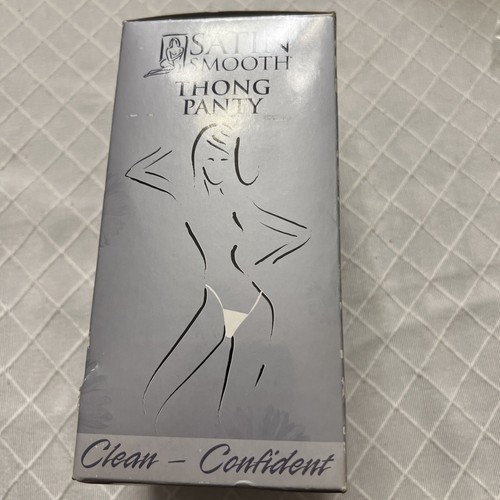 SATIN
SMOOTH
THONG
PANTY
Clean – Confident